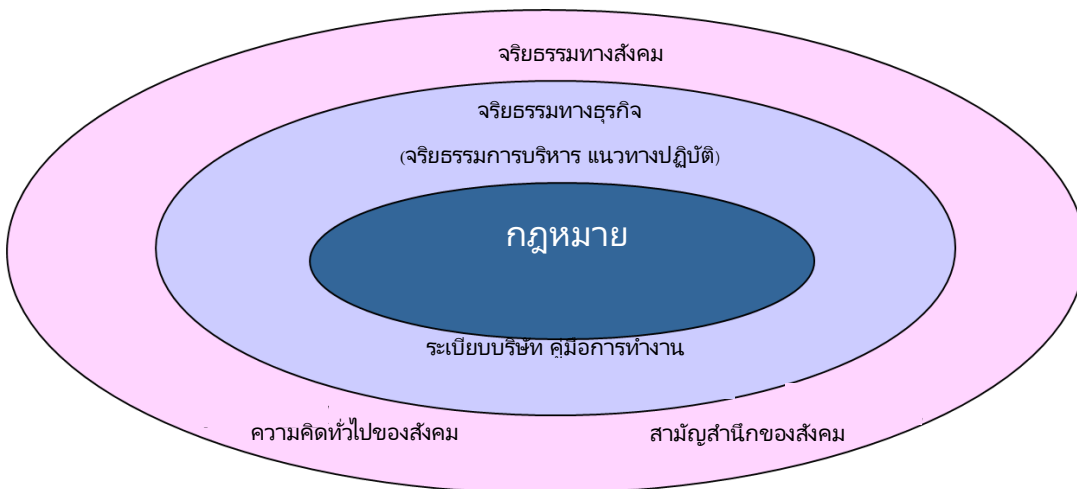 จริยธรรมทางสังคม
จริยธรรมทางธุรกิจ
(จริยธรรมการบริหาร แนวทางปฏิบัติ)
กฎหมาย
ระเบียบบริษัท คู่มือการทำงาน
ความคิดทั่วไปของสังคม
สามัญสำนึกของสังคม